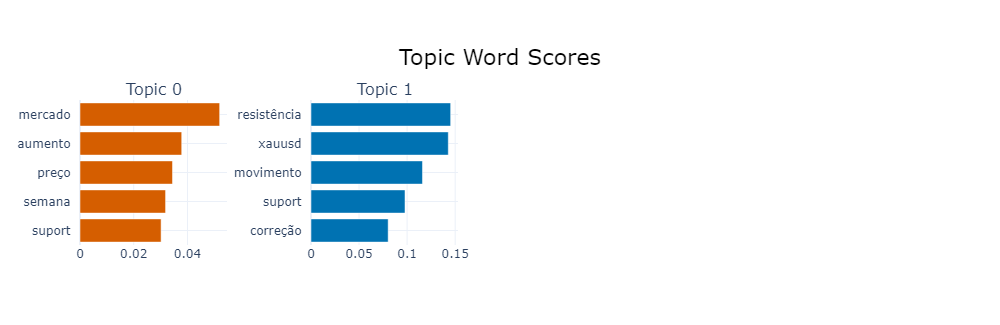 Topic Word Scores
Topic 0
mercado
aumento
preço
semana
suport
0 0.02 0.04
Topic 1
resistência
xauusd
movimento
suport
correção
0 0.05 0.1 0.15